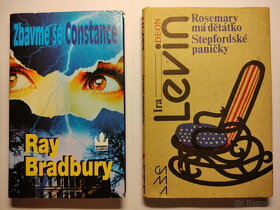 Zbavme se Constance
Ray
Bradbury
Ira
Levin
ODEON
Rosemary
má děťátko
Stepfordské
paničky